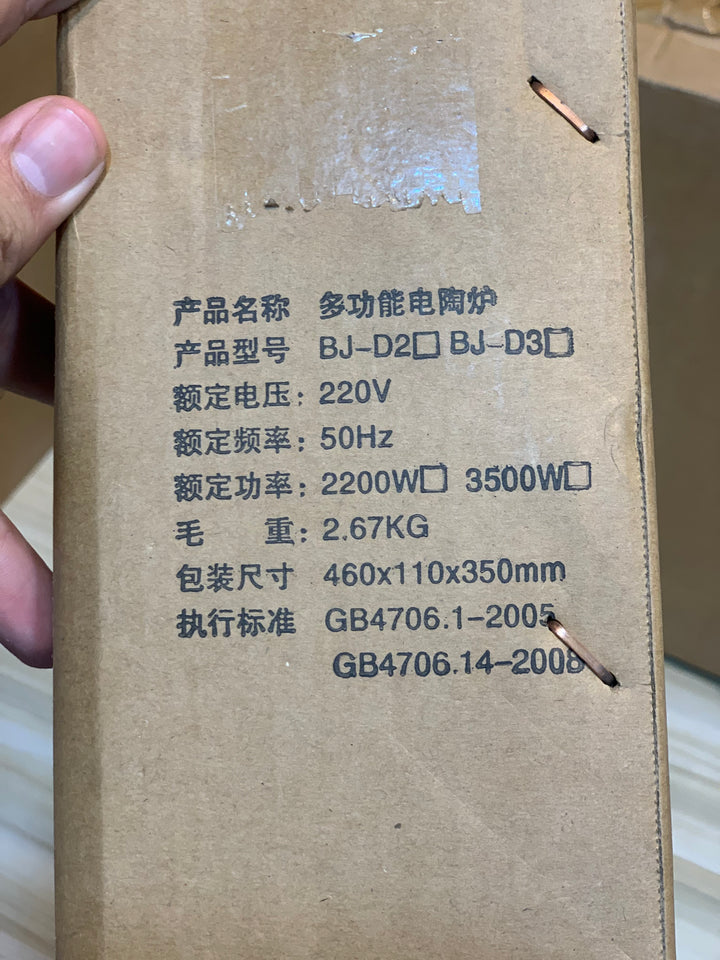 产品名称 多功能电陶炉
产品型号 BJ-D2□ BJ-D3□
额定电压：220V
额定频率：50Hz
额定功率：2200W□ 3500W□
毛 重：2.67KG
包装尺寸 460x110x350mm
执行标准 GB4706.1-2005
GB4706.14-2008